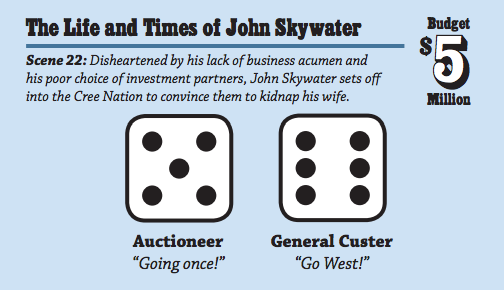 The Life and Times of John Skywater
Budget
$5
Million
Scene 22: Disheartened by his lack of business acumen and
his poor choice of investment partners, John Skywater sets off
into the Cree Nation to convince them to kidnap his wife.
Auctioneer
"Going once!"
General Custer
"Go West!"